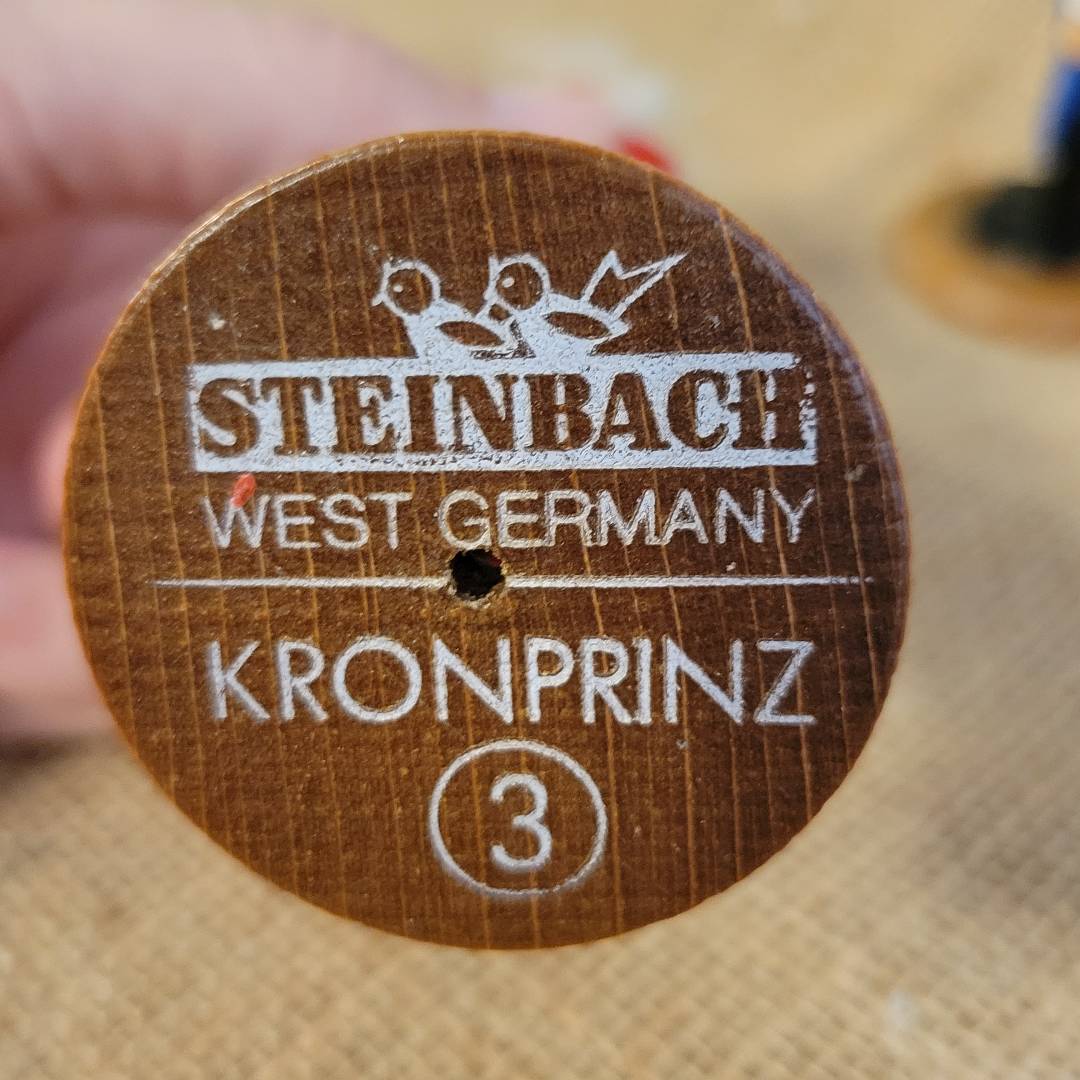 STEINBACH
WEST GERMANY
KRONPRINZ
3